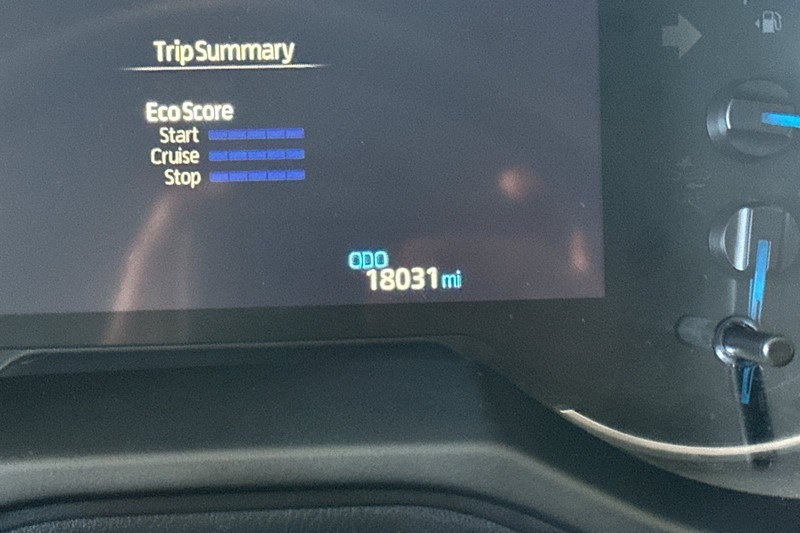 Trip Summary
Eco Score
Start
Cruise
Stop
ODO
18031 mi